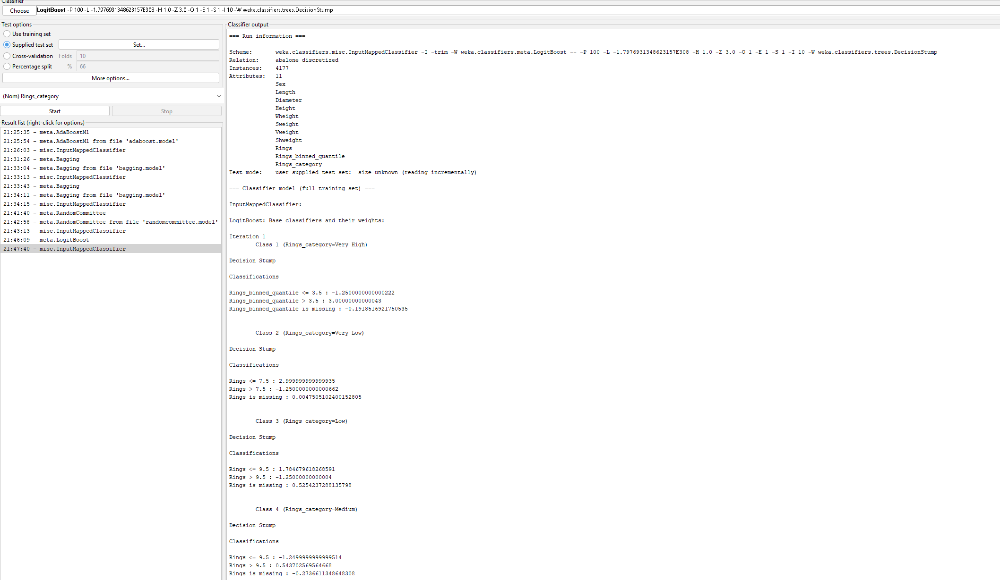 Classifier
Choose
LogitBoost -P 100 -L -1.7976931348623157E308 -H 1.0 -Z 3.0 -O 1 -E 1 -S 1 -I 10 -W weka.classifiers.trees.DecisionStump
Test options
Use training set
Supplied test set
Set...
Cross-validation Folds 10
Percentage split % 66
More options...
(Nom) Rings_category
Start
Stop
Result list (right-click for options)
21:25:35 - meta.AdaBoostM1
21:25:54 - meta.AdaBoostM1 from file 'adaboost.model'
21:26:03 - misc.InputMappedClassifier
21:31:26 - meta.Bagging
21:33:04 - meta.Bagging from file 'bagging.model'
21:33:13 - misc.InputMappedClassifier
21:33:43 - meta.Bagging
21:34:11 - meta.Bagging from file 'bagging.model'
21:34:15 - misc.InputMappedClassifier
21:41:40 - meta.RandomCommittee
21:42:58 - meta.RandomCommittee from file 'randomcommittee.model'
21:43:13 - misc.InputMappedClassifier
21:46:09 - meta.LogitBoost
21:47:40 - misc.InputMappedClassifier
Classifier output
=== Run information ===
Scheme: weka.classifiers.misc.InputMappedClassifier -I -trim -W weka.classifiers.meta.LogitBoost -- -P 100 -L -1.7976931348623157E308 -H 1.0 -Z 3.0 -O 1 -E 1 -S 1 -I 10 -W weka.classifiers.trees.DecisionStump
Relation: abalone_discretized
Instances: 4177
Attributes: 11
Sex
Length
Diameter
Height
Wheight
Sweight
Vweight
Shweight
Rings
Rings_binned_quantile
Rings_category
Test mode: user supplied test set: size unknown (reading incrementally)
=== Classifier model (full training set) ===
InputMappedClassifier:
LogitBoost: Base classifiers and their weights:
Iteration 1
Class 1 (Rings_category=Very High)
Decision Stump
Classifications
Rings_binned_quantile <= 3.5 : -1.2500000000000222
Rings_binned_quantile > 3.5 : 3.00000000000043
Rings_binned_quantile is missing : -0.1918516921750535
Class 2 (Rings_category=Very Low)
Decision Stump
Classifications
Rings <= 7.5 : 2.999999999999935
Rings > 7.5 : -1.2500000000000662
Rings is missing : 0.0047505102400152805
Class 3 (Rings_category=Low)
Decision Stump
Classifications
Rings <= 9.5 : 1.784679618268591
Rings > 9.5 : -1.25000000000004
Rings is missing : 0.5254237288135798
Class 4 (Rings_category=Medium)
Decision Stump
Classifications
Rings <= 9.5 : -1.2499999999999514
Rings > 9.5 : 0.543702569564668
Rings is missing : -0.2736611348648308